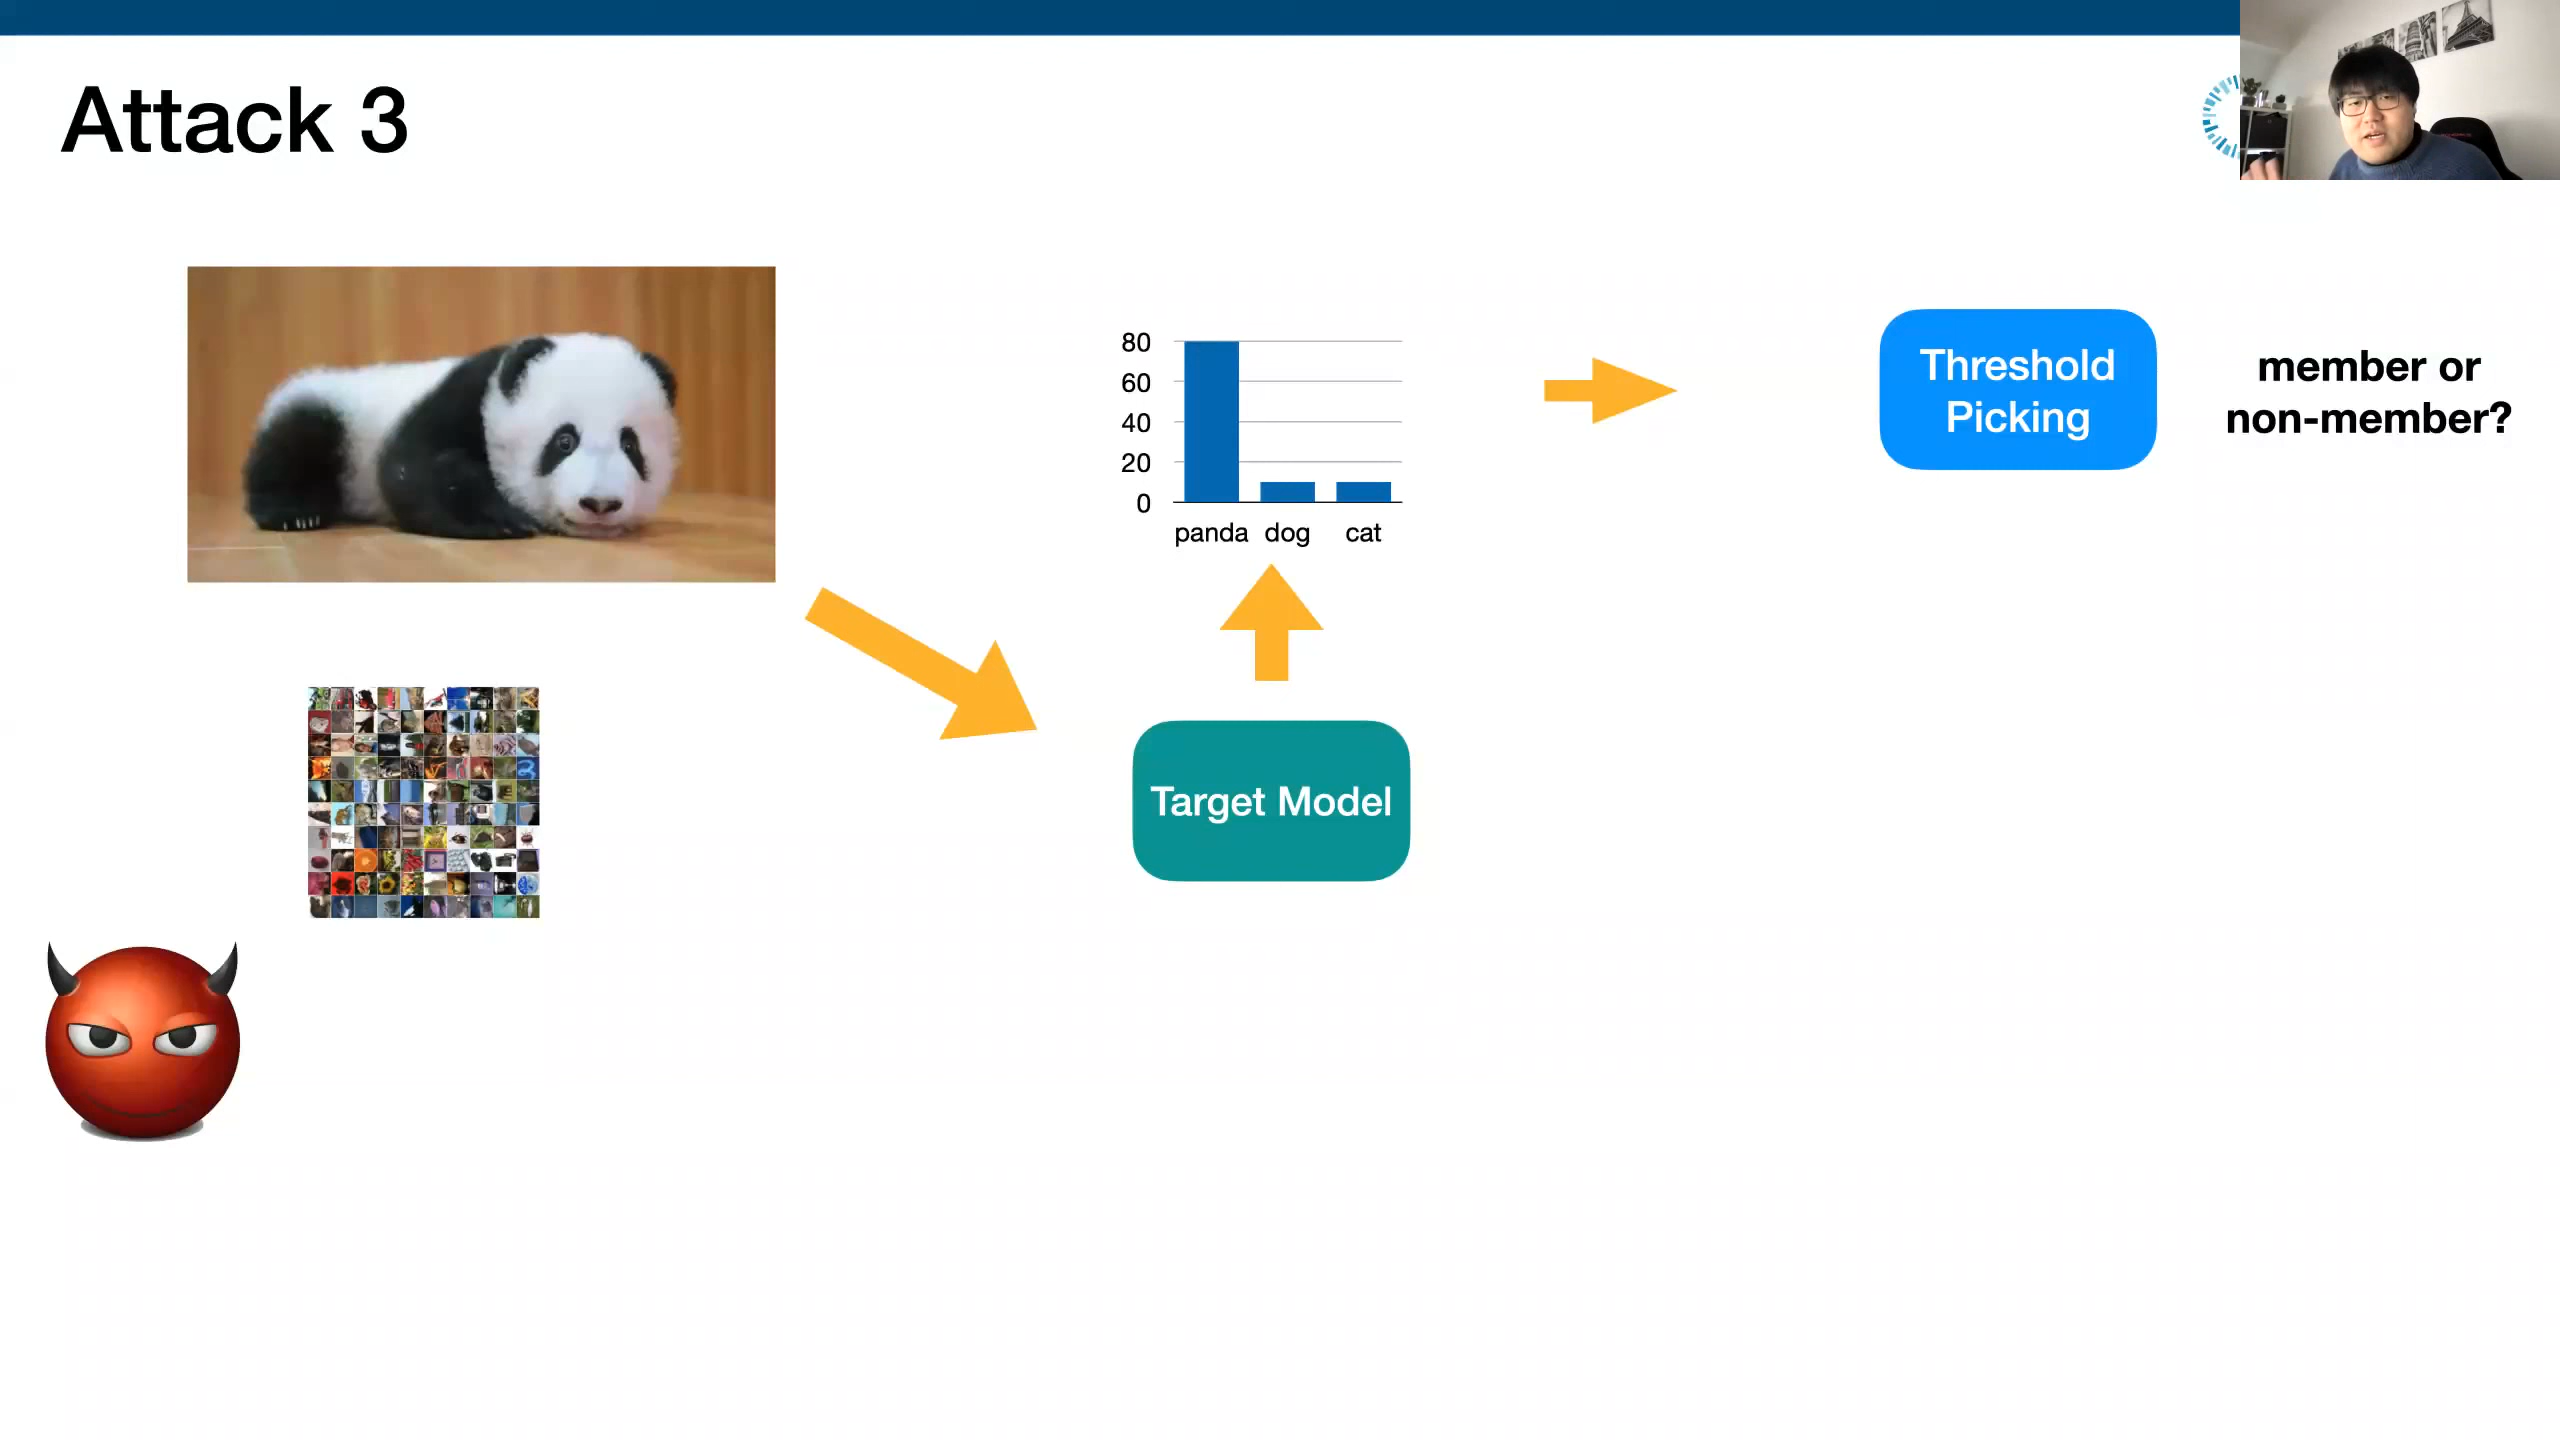 Attack 3
80
60
40
20
0
panda dog cat
Threshold
Picking
member or
non-member?
Target Model